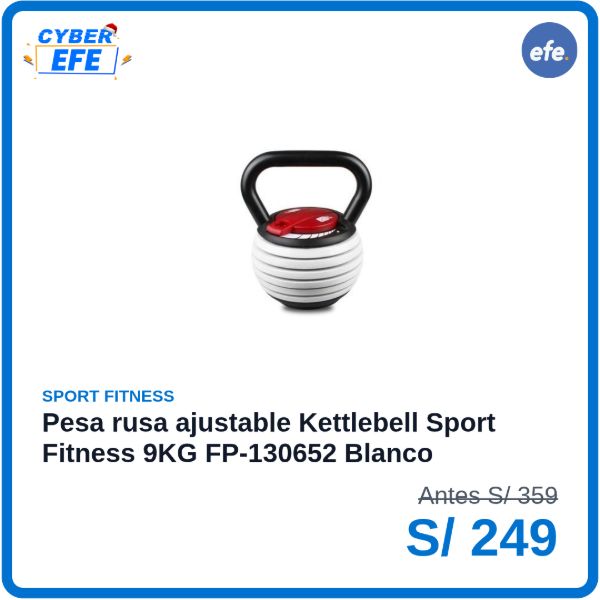 CYBER
EFE
efe.
SPORT FITNESS
Pesa rusa ajustable Kettlebell Sport
Fitness 9KG FP-130652 Blanco
Antes S/ 359
S/ 249